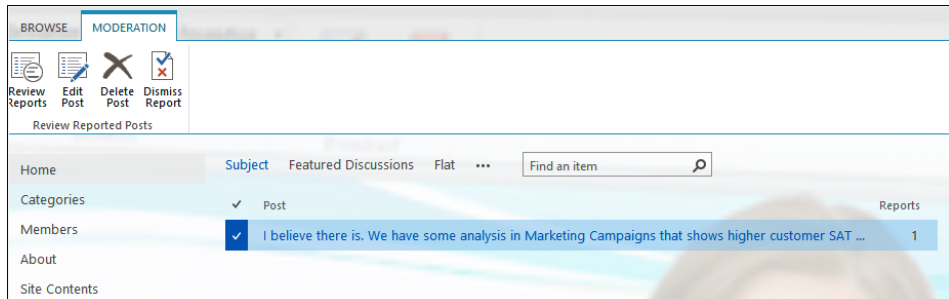 BROWSE MODERATION
Review Edit Delete Dismiss
Reports Post Post Report
Review Reported Posts
Home
Subject Featured Discussions Flat ••• Find an item
Categories
✓ Post Reports
Members
✓ I believe there is. We have some analysis in Marketing Campaigns that shows higher customer SAT ... 1
About
Site Contents